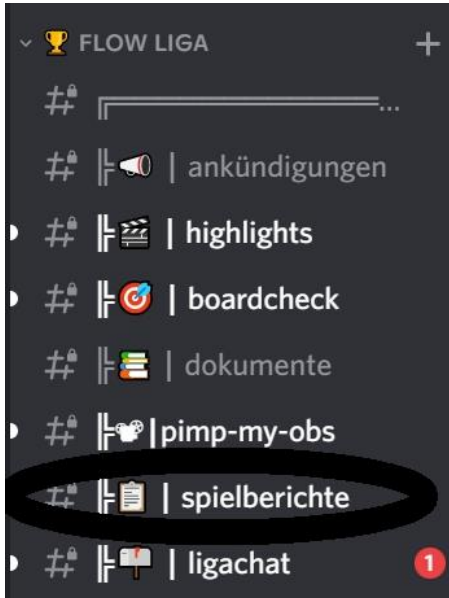 🏆 FLOW LIGA +
╔════════════════...
╠📣 | ankündigungen
╠🎬 | highlights
╠🎯 | boardcheck
╠📚 | dokumente
╠📽|pimp-my-obs
╠📋 | spielberichte
╠📬 | ligachat 1